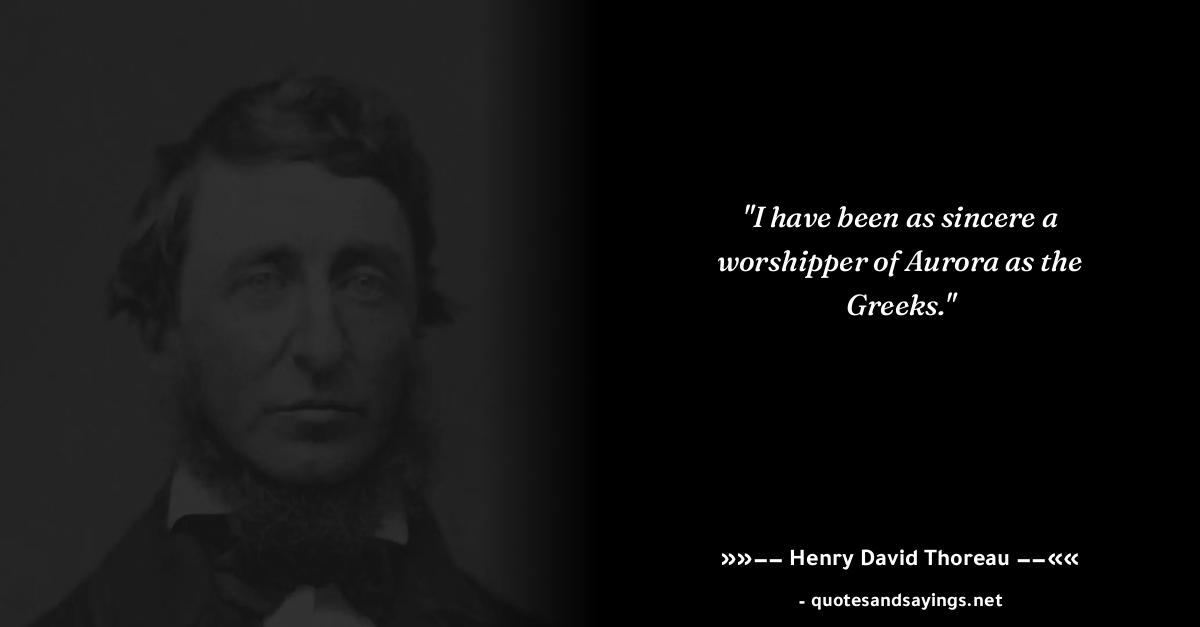 "I have been as sincere a
worshipper of Aurora as the
Greeks."
»»–– Henry David Thoreau ––««
- quotesandsayings.net